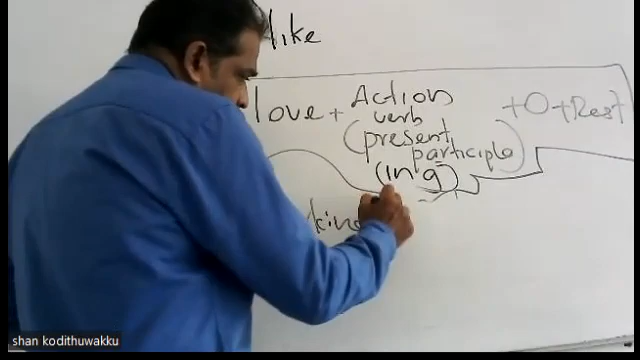 like
love + Action + O + Rest
verb
(present
participle)
(ing)
shan kodithuwakku